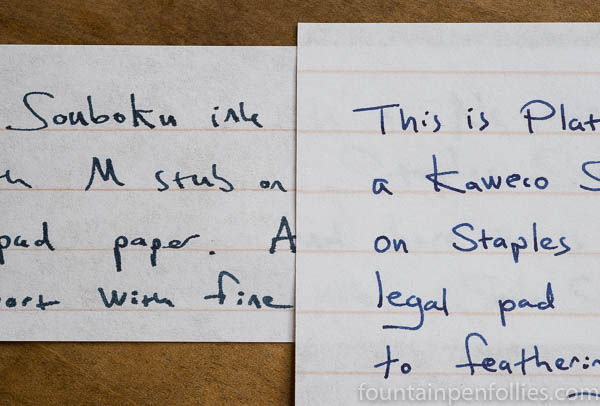 Souboku ink
M stub on
pad paper. A
with fine
This is Plat
a Kaweco S
on Staples
legal pad
to featherin
fountainpenfollies.com